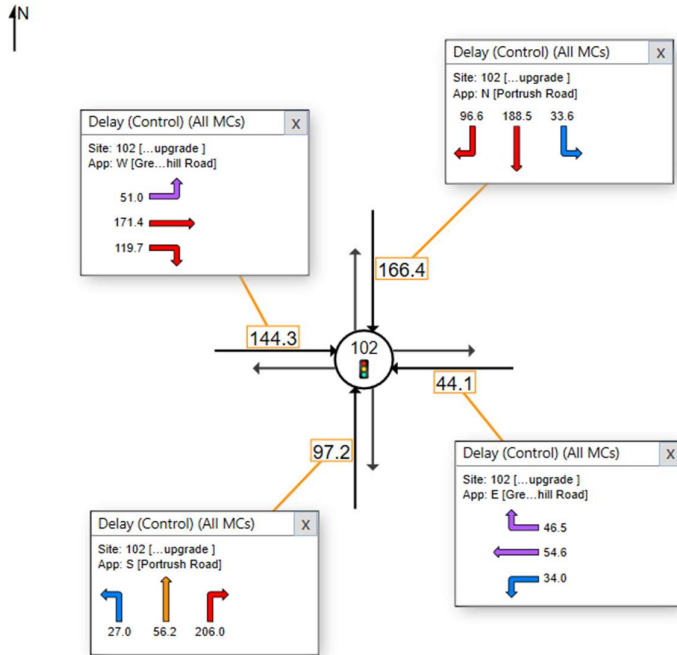 N
Delay (Control) (All MCs) X
Site: 102 [...upgrade ]
App: N [Portrush Road]
96.6 188.5 33.6
Delay (Control) (All MCs) X
Site: 102 [...upgrade ]
App: W [Gre...hill Road]
51.0
171.4
119.7
166.4
144.3
102
44.1
97.2
Delay (Control) (All MCs) X
Site: 102 [...upgrade ]
App: E [Gre...hill Road]
46.5
54.6
34.0
Delay (Control) (All MCs) X
Site: 102 [...upgrade ]
App: S [Portrush Road]
27.0 56.2 206.0